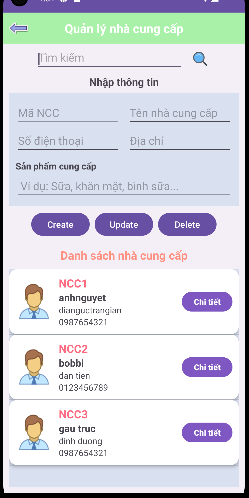 Quản lý nhà cung cấp
Tìm kiếm
Nhập thông tin
Mã NCC
Tên nhà cung cấp
Số điện thoại
Địa chỉ
Sản phẩm cung cấp
Ví dụ: Sữa, khăn mặt, bình sữa...
Create
Update
Delete
Danh sách nhà cung cấp
NCC1
anhnguyet
dianguctrangian
0987654321
Chi tiết
NCC2
bobbi
dan tien
0123456789
Chi tiết
NCC3
gau truc
dinh duong
0987654321
Chi tiết